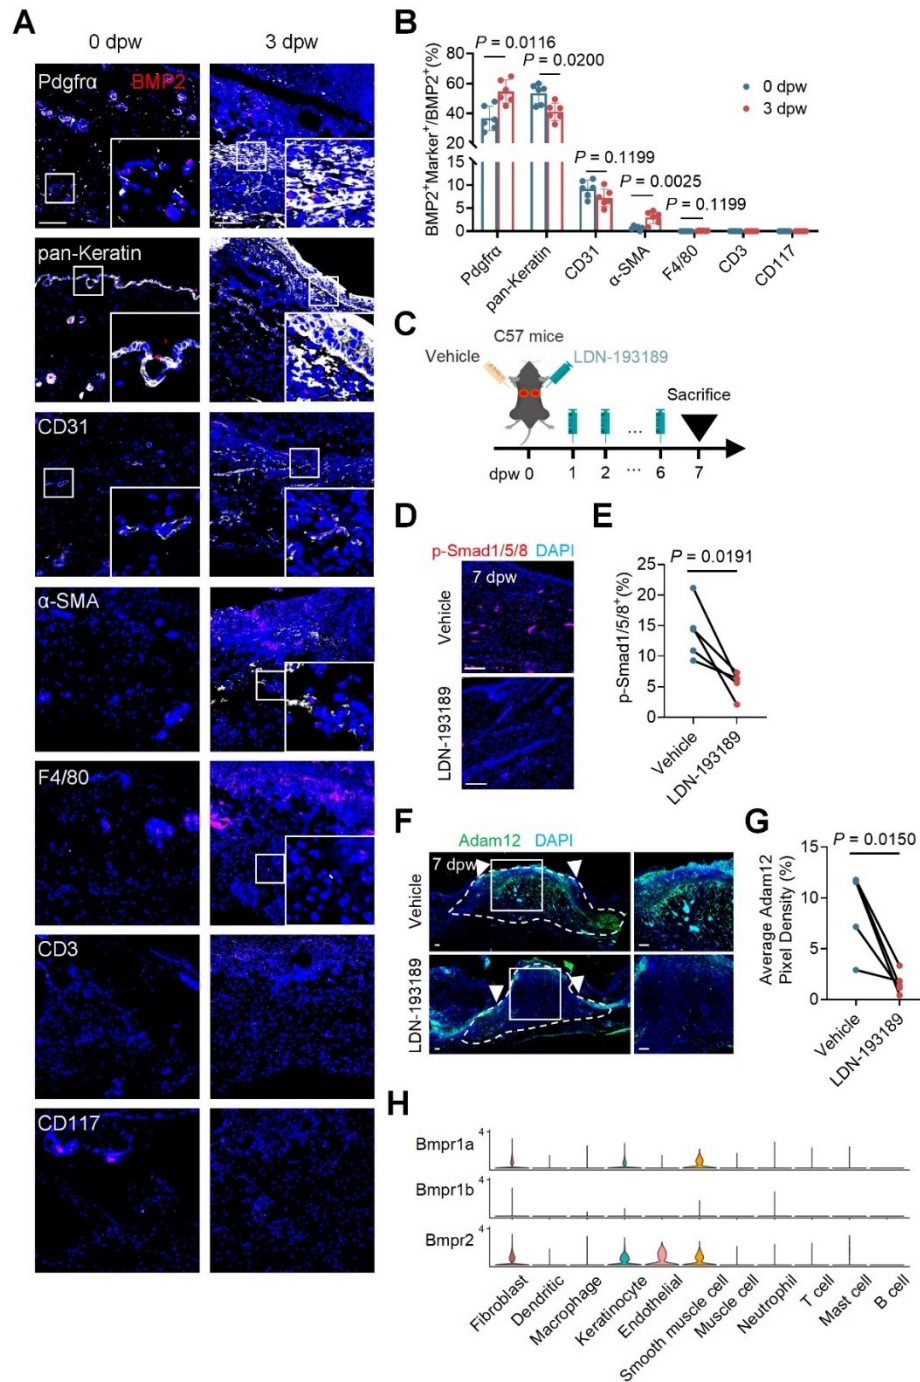 A
0 dpw
3 dpw
Pdgfrα
BMP2
pan-Keratin
CD31
α-SMA
F4/80
CD3
CD117
B
BMP2⁺Marker⁺/BMP2⁺(%)
80
60
40
20
15
10
5
0
P = 0.0116
P = 0.0200
P = 0.1199
P = 0.0025
P = 0.1199
0 dpw
3 dpw
Pdgfrα
pan-Keratin
CD31
α-SMA
F4/80
CD3
CD117
C
C57 mice
Vehicle
LDN-193189
Sacrifice
...
dpw 0 1 2 ... 6 7
D
p-Smad1/5/8 DAPI
7 dpw
Vehicle
LDN-193189
E
P = 0.0191
p-Smad1/5/8⁺(%)
25
20
15
10
5
0
Vehicle
LDN-193189
F
Adam12 DAPI
7 dpw
Vehicle
LDN-193189
G
P = 0.0150
Average Adam12
Pixel Density (%)
15
10
5
0
Vehicle
LDN-193189
H
4
Bmpr1a
Bmpr1b
4
Bmpr2
Fibroblast
Dendritic
Macrophage
Keratinocyte
Endothelial
Smooth muscle cell
Muscle cell
Neutrophil
T cell
Mast cell
B cell